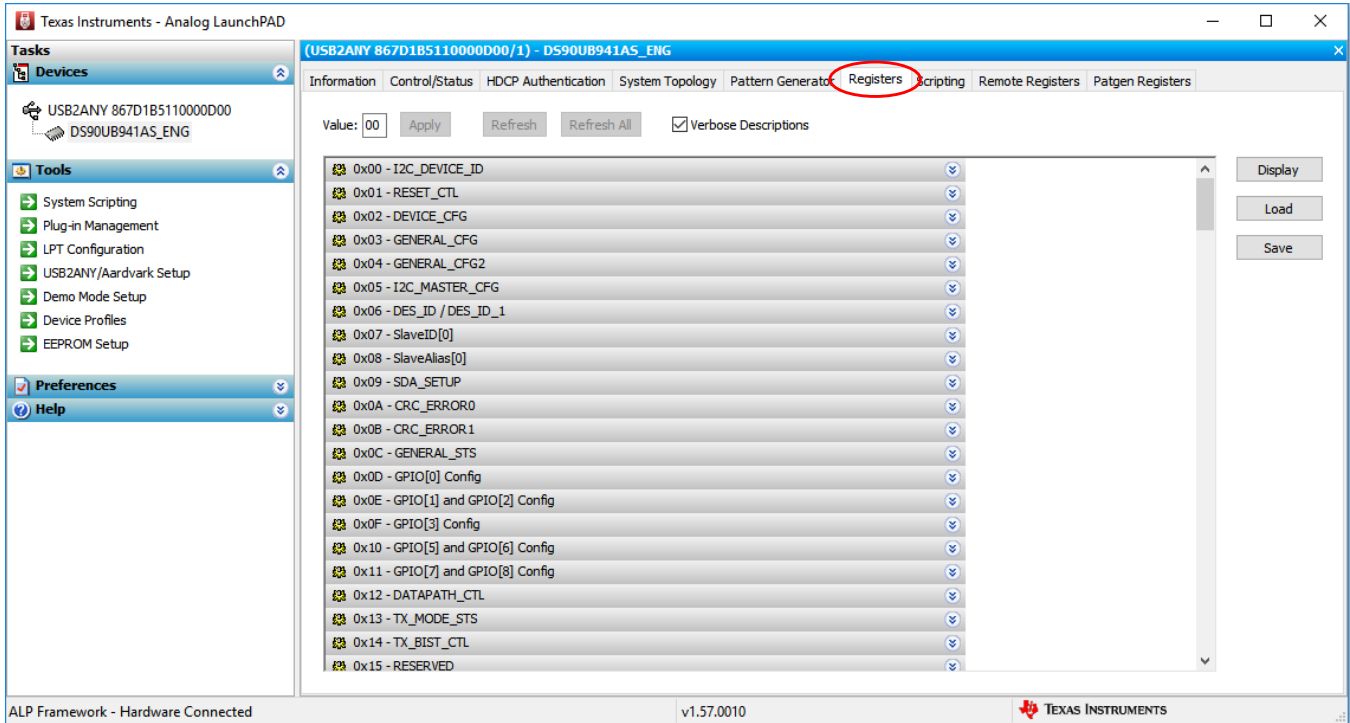 Texas Instruments - Analog LaunchPAD
Tasks
Devices
USB2ANY 867D1B5110000D00
DS90UB941AS_ENG
Tools
System Scripting
Plug-in Management
LPT Configuration
USB2ANY/Aardvark Setup
Demo Mode Setup
Device Profiles
EEPROM Setup
Preferences
Help
(USB2ANY 867D1B5110000D00/1) - DS90UB941AS_ENG
Information Control/Status HDCP Authentication System Topology Pattern Generator Registers Scripting Remote Registers Patgen Registers
Value: 00 Apply Refresh Refresh All Verbose Descriptions
0x00 - I2C_DEVICE_ID
0x01 - RESET_CTL
0x02 - DEVICE_CFG
0x03 - GENERAL_CFG
0x04 - GENERAL_CFG2
0x05 - I2C_MASTER_CFG
0x06 - DES_ID / DES_ID_1
0x07 - SlaveID[0]
0x08 - SlaveAlias[0]
0x09 - SDA_SETUP
0x0A - CRC_ERROR0
0x0B - CRC_ERROR1
0x0C - GENERAL_STS
0x0D - GPIO[0] Config
0x0E - GPIO[1] and GPIO[2] Config
0x0F - GPIO[3] Config
0x10 - GPIO[5] and GPIO[6] Config
0x11 - GPIO[7] and GPIO[8] Config
0x12 - DATAPATH_CTL
0x13 - TX_MODE_STS
0x14 - TX_BIST_CTL
0x15 - RESERVED
Display
Load
Save
ALP Framework - Hardware Connected
v1.57.0010
TEXAS INSTRUMENTS